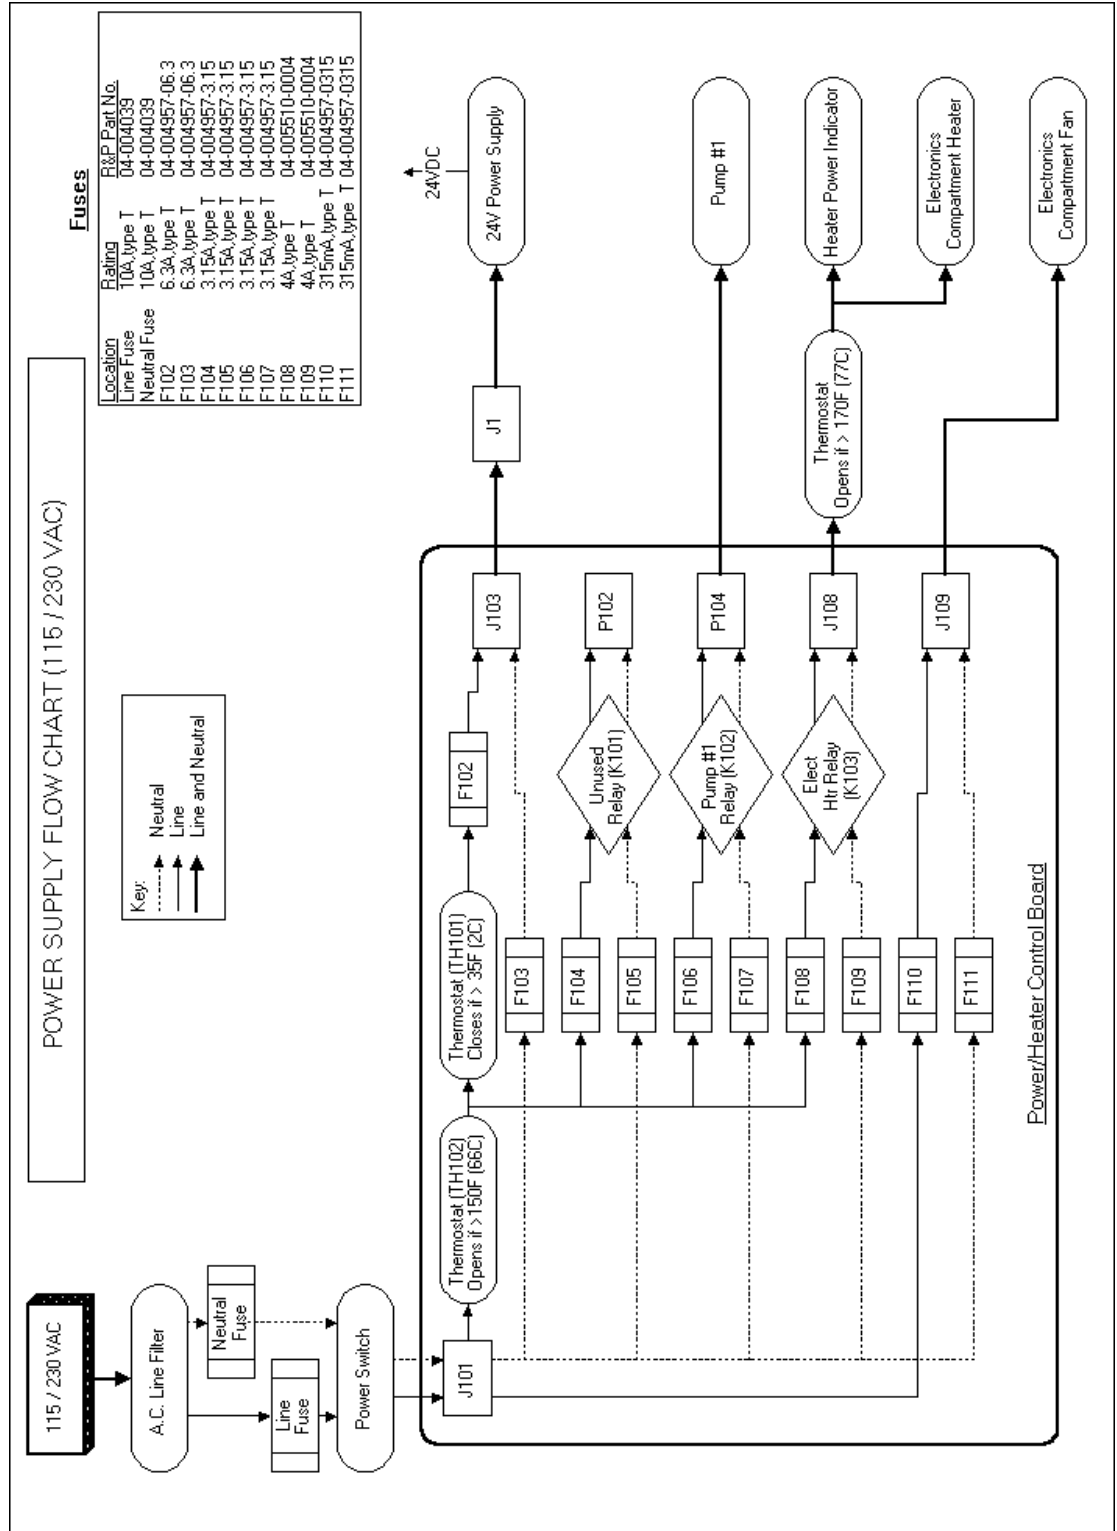 POWER SUPPLY FLOW CHART (115 / 230 VAC)
Fuses
Location Rating R&P Part No.
Line Fuse 10A,type T 04-004039
Neutral Fuse 10A,type T 04-004039
F102 6.3A,type T 04-004957-06.3
F103 6.3A,type T 04-004957-06.3
F104 3.15A,type T 04-004957-3.15
F105 3.15A,type T 04-004957-3.15
F106 3.15A,type T 04-004957-3.15
F107 3.15A,type T 04-004957-3.15
F108 4A,type T 04-005510-0004
F109 4A,type T 04-005510-0004
F110 315mA,type T 04-004957-0315
F111 315mA,type T 04-004957-0315
Key:
Neutral
Line
Line and Neutral
115 / 230 VAC
A.C. Line Filter
Neutral
Fuse
Line
Fuse
Power Switch
J101
Thermostat (TH102)
Opens if >150F (66C)
Thermostat (TH101)
Closes if > 35F (2C)
F102
J103
J1
24V Power Supply
24VDC
F103
F104
Unused
Relay (K101)
P102
F105
F106
Pump #1
Relay (K102)
P104
Pump #1
F107
F108
Elect
Htr Relay
(K103)
J108
Thermostat
Opens if > 170F (77C)
Heater Power Indicator
F109
Electronics
Compartment Heater
F110
J109
Electronics
Compartment Fan
F111
Power/Heater Control Board